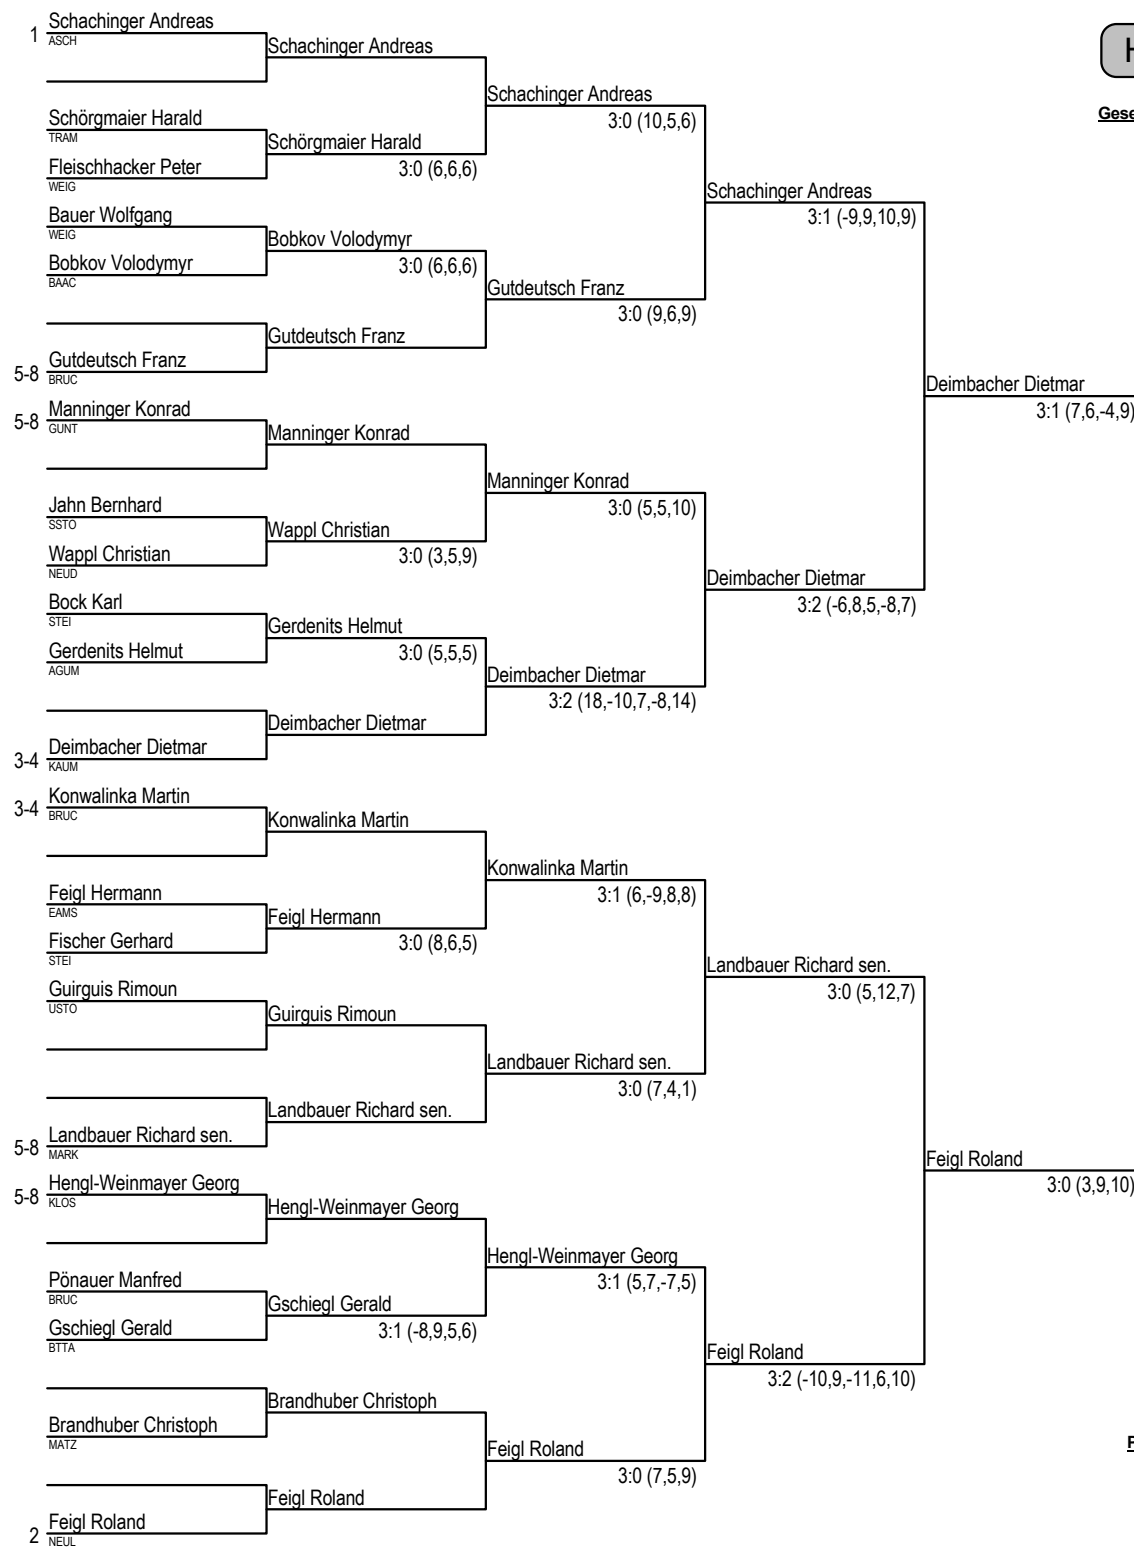 Schachinger Andreas
1
ASCH
Schachinger Andreas
Schachinger Andreas
3:0 (10,5,6)
Schörgmaier Harald
TRAM
Schörgmaier Harald
3:0 (6,6,6)
Fleischhacker Peter
WEIG
Schachinger Andreas
3:1 (-9,9,10,9)
Bauer Wolfgang
WEIG
Bobkov Volodymyr
3:0 (6,6,6)
Bobkov Volodymyr
BAAC
Gutdeutsch Franz
3:0 (9,6,9)
Gutdeutsch Franz
Gutdeutsch Franz
5-8
BRUC
Deimbacher Dietmar
3:1 (7,6,-4,9)
Manninger Konrad
5-8
GUNT
Manninger Konrad
Manninger Konrad
3:0 (5,5,10)
Jahn Bernhard
SSTO
Wappl Christian
3:0 (3,5,9)
Wappl Christian
NEUD
Deimbacher Dietmar
3:2 (-6,8,5,-8,7)
Bock Karl
STEI
Gerdenits Helmut
3:0 (5,5,5)
Gerdenits Helmut
AGUM
Deimbacher Dietmar
3:2 (18,-10,7,-8,14)
Deimbacher Dietmar
Deimbacher Dietmar
3-4
KAUM
Konwalinka Martin
3-4
BRUC
Konwalinka Martin
Konwalinka Martin
3:1 (6,-9,8,8)
Feigl Hermann
EAMS
Feigl Hermann
3:0 (8,6,5)
Fischer Gerhard
STEI
Landbauer Richard sen.
3:0 (5,12,7)
Guirguis Rimoun
USTO
Guirguis Rimoun
Landbauer Richard sen.
3:0 (7,4,1)
Landbauer Richard sen.
Landbauer Richard sen.
5-8
MARK
Feigl Roland
3:0 (3,9,10)
Hengl-Weinmayer Georg
5-8
KLOS
Hengl-Weinmayer Georg
Hengl-Weinmayer Georg
3:1 (5,7,-7,5)
Pönauer Manfred
BRUC
Gschiegl Gerald
3:1 (-8,9,5,6)
Gschiegl Gerald
BTTA
Feigl Roland
3:2 (-10,9,-11,6,10)
Brandhuber Christoph
Brandhuber Christoph
MATZ
Feigl Roland
3:0 (7,5,9)
Feigl Roland
Feigl Roland
2
NEUL